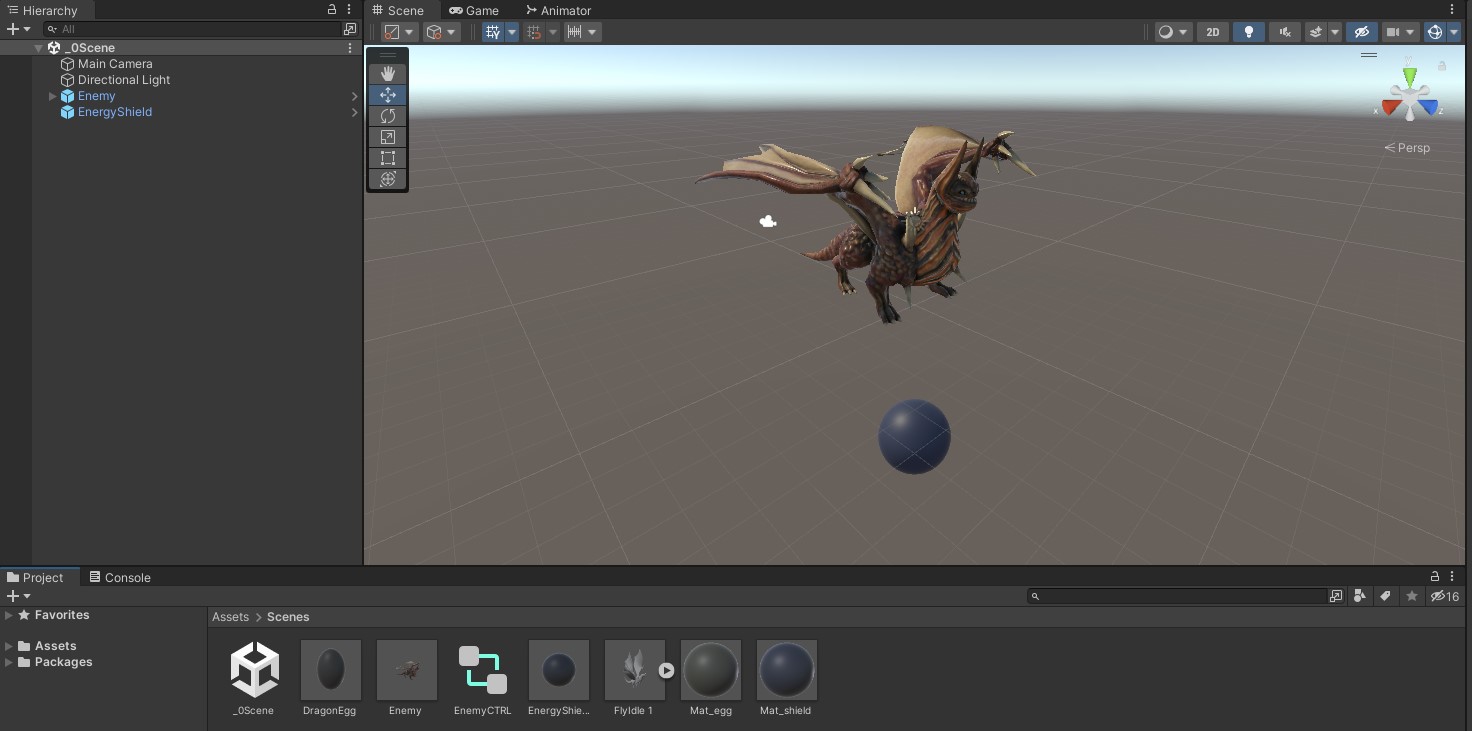 Hierarchy
All
_0Scene
Main Camera
Directional Light
Enemy
EnergyShield
Scene
Game
Animator
2D
y
x
z
Persp
Project
Console
16
Favorites
Assets
Packages
Assets > Scenes
_0Scene
DragonEgg
Enemy
EnemyCTRL
EnergyShie...
FlyIdle 1
Mat_egg
Mat_shield